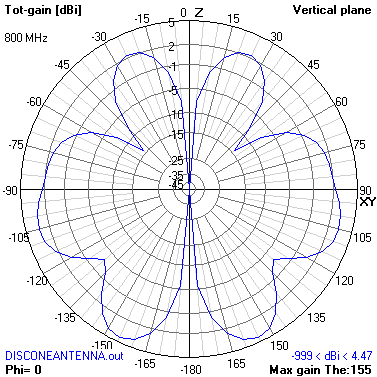 Tot-gain [dBi]
Vertical plane
800 MHz
0 Z
-15 15
-30 30
-45 45
-60 60
-75 75
-90 90
XY
-105 105
-120 120
-135 135
-150 150
-165 165
-180
5
2
-1
-5
-10
-15
-25
-35
-45
DISCONEANTENNA.out
-999 < dBi < 4.47
Phi= 0
Max gain The:155